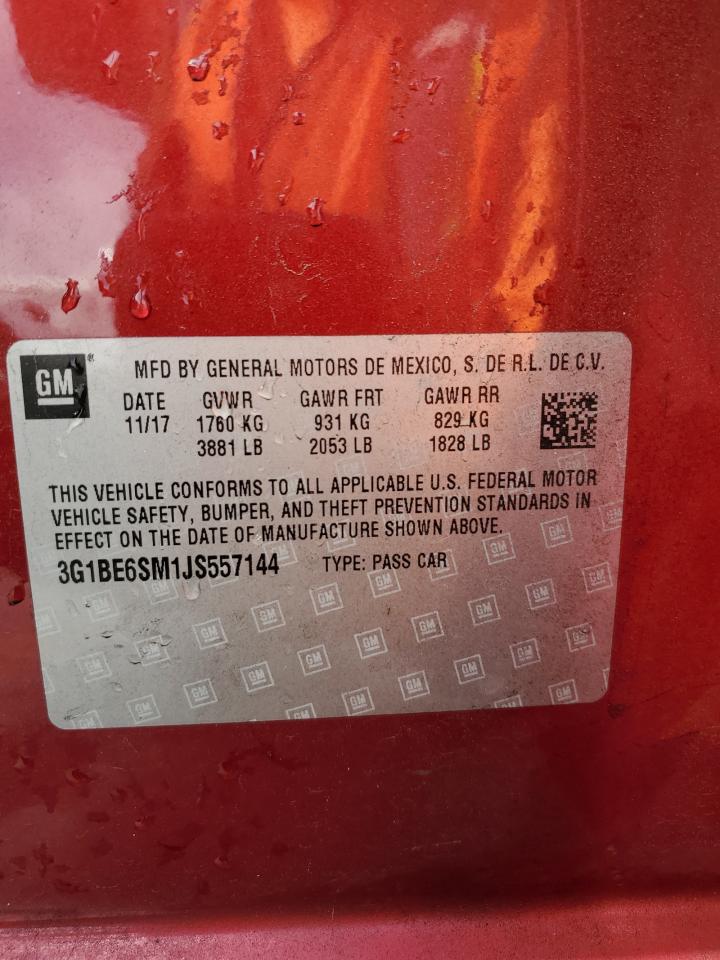 GM ® MFD BY GENERAL MOTORS DE MEXICO, S. DE R.L. DE C.V.
DATE GVWR GAWR FRT GAWR RR
11/17 1760 KG 931 KG 829 KG
3881 LB 2053 LB 1828 LB
THIS VEHICLE CONFORMS TO ALL APPLICABLE U.S. FEDERAL MOTOR
VEHICLE SAFETY, BUMPER, AND THEFT PREVENTION STANDARDS IN
EFFECT ON THE DATE OF MANUFACTURE SHOWN ABOVE.
3G1BE6SM1JS557144 TYPE: PASS CAR